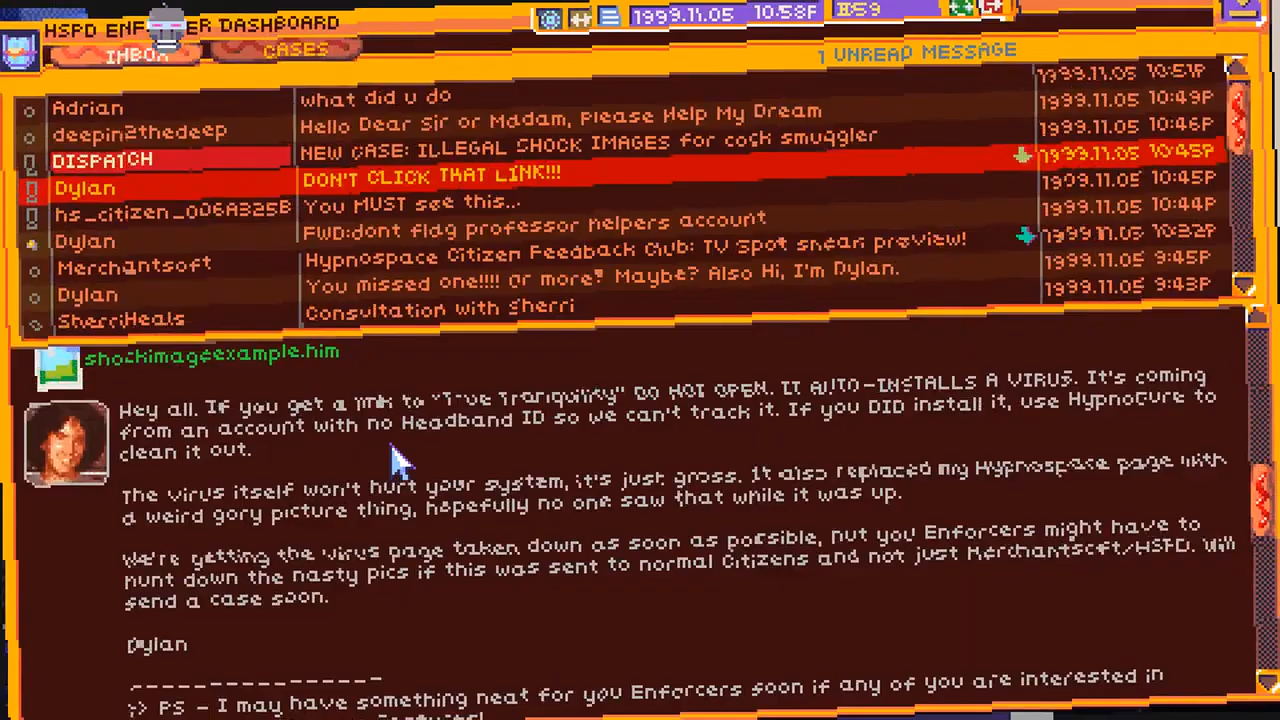 HSPD ENF ER DASHBOARD
1999.11.05 10:58P
INBOX CASES
1 UNREAD MESSAGE
Adrian what did u do 1999.11.05 10:51P
deepin2thedeep Hello Dear Sir or Madam, Please Help My Dream 1999.11.05 10:49P
DISPATCH NEW CASE: ILLEGAL SHOCK IMAGES for cock smuggler 1999.11.05 10:46P
Dylan DON'T CLICK THAT LINK!!! 1999.11.05 10:45P
hs_citizen_006A325B You MUST see this... 1999.11.05 10:45P
Dylan FWD:dont flag professor helpers account 1999.11.05 10:44P
Merchantsoft Hypnospace Citizen Feedback Club: TV Spot sneak preview! 1999.11.05 10:32P
Dylan You missed one!!!! Or more? Maybe? Also Hi, I'm Dylan. 1999.11.05 9:45P
SherriHeals Consultation with Sherri 1999.11.05 9:43P
shockimageexample.him
Hey all. If you get a link to "True Tranquility" DO NOT OPEN. IT AUTO-INSTALLS A VIRUS. It's coming
from an account with no Headband ID so we can't track it. If you DID install it, use HypnoCure to
clean it out.
The virus itself won't hurt your system, it's just gross. It also replaced my Hypnospace page with
a weird gory picture thing, hopefully no one saw that while it was up.
We're getting the virus page taken down as soon as possible, but you Enforcers might have to
hunt down the nasty pics if this was sent to normal Citizens and not just Merchantsoft/HSPD. Will
send a case soon.
Dylan
------------------
>> PS - I may have something neat for you Enforcers soon if any of you are interested in